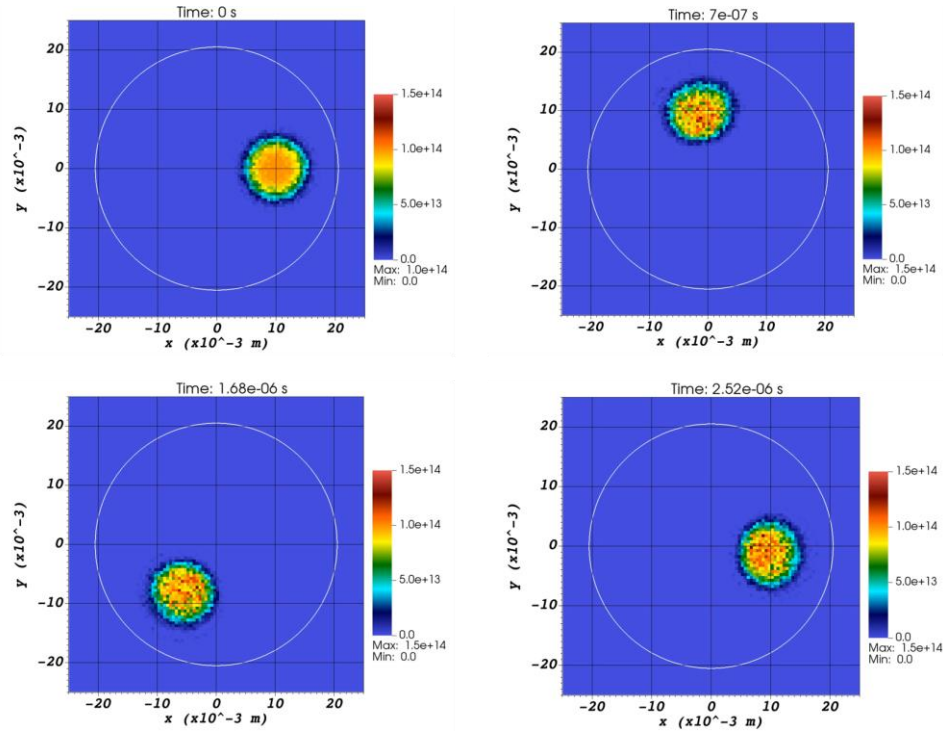 Time: 0 s
20
10
0
-10
-20
y (x10^-3)
-20 -10 0 10 20
x (x10^-3 m)
1.5e+14
1.0e+14
5.0e+13
0.0
Max: 1.0e+14
Min: 0.0
Time: 7e-07 s
20
10
0
-10
-20
y (x10^-3)
-20 -10 0 10 20
x (x10^-3 m)
1.5e+14
1.0e+14
5.0e+13
0.0
Max: 1.5e+14
Min: 0.0
Time: 1.68e-06 s
20
10
0
-10
-20
y (x10^-3)
-20 -10 0 10 20
x (x10^-3 m)
1.5e+14
1.0e+14
5.0e+13
0.0
Max: 1.5e+14
Min: 0.0
Time: 2.52e-06 s
20
10
0
-10
-20
y (x10^-3)
-20 -10 0 10 20
x (x10^-3 m)
1.5e+14
1.0e+14
5.0e+13
0.0
Max: 1.5e+14
Min: 0.0